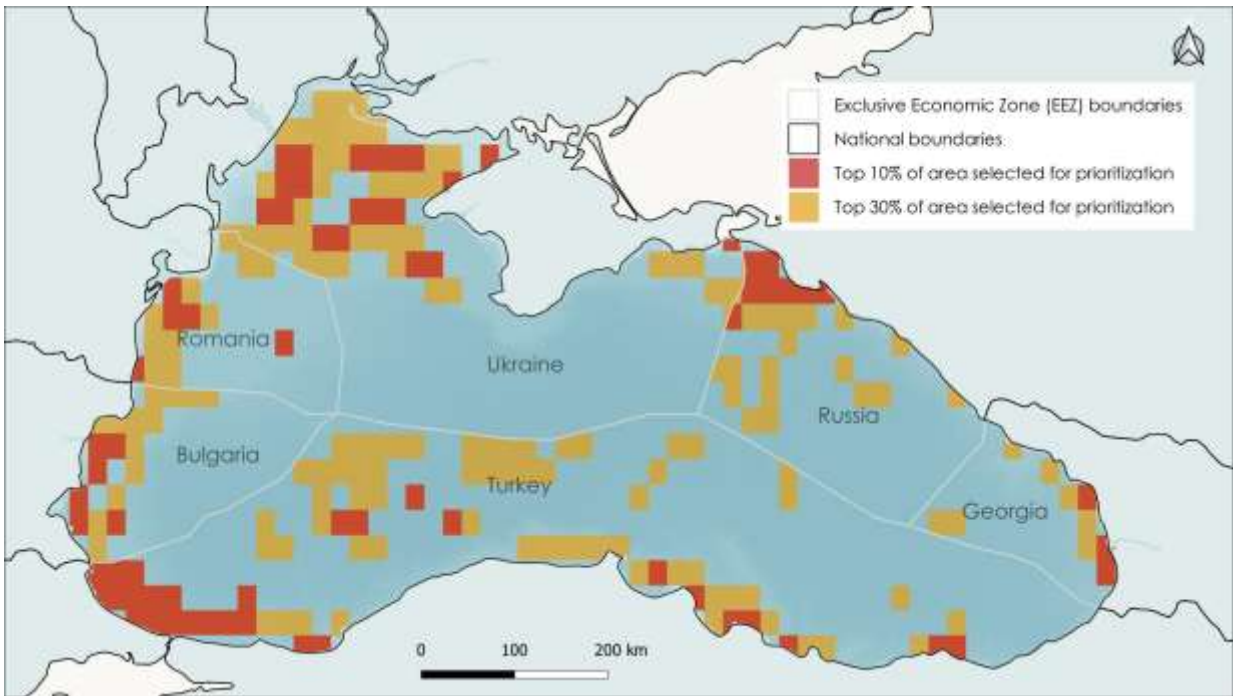 Exclusive Economic Zone (EEZ) boundaries
National boundaries
Top 10% of area selected for prioritization
Top 30% of area selected for prioritization
Romania
Ukraine
Russia
Bulgaria
Turkey
Georgia
0 100 200 km